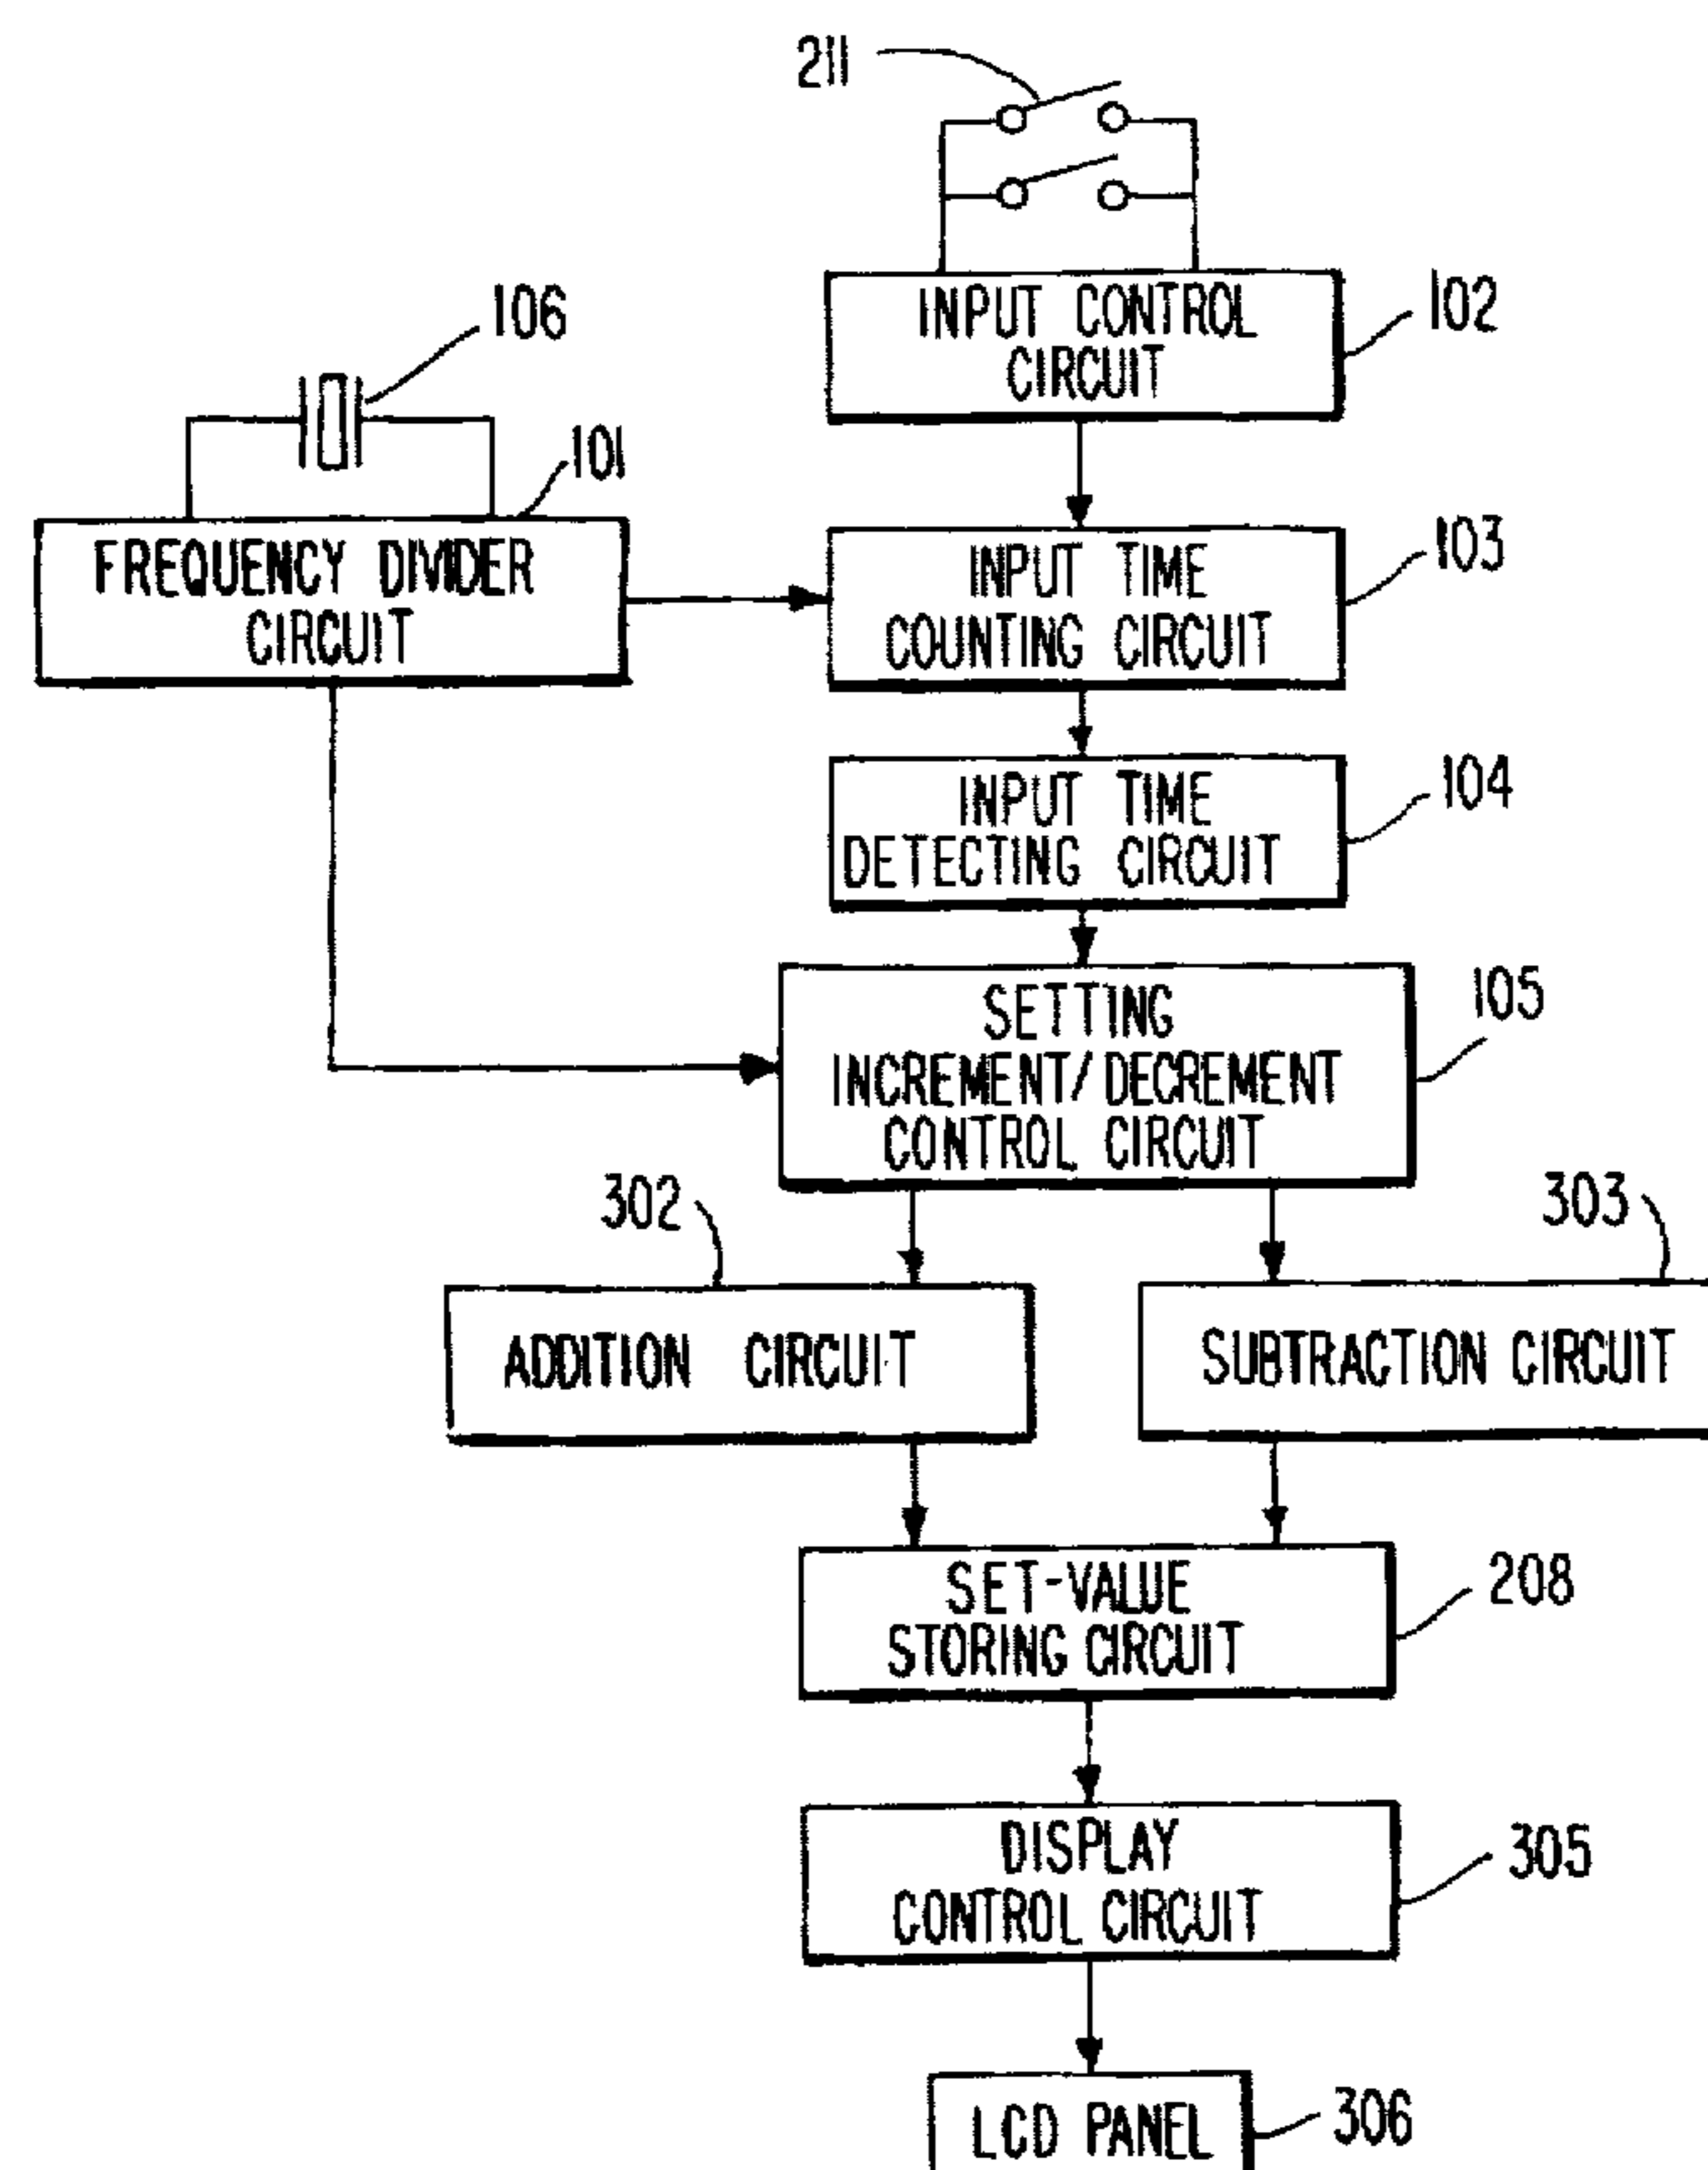 211
INPUT CONTROL
CIRCUIT
102
106
101
FREQUENCY DIVIDER
CIRCUIT
INPUT TIME
COUNTING CIRCUIT
103
INPUT TIME
DETECTING CIRCUIT
104
SETTING
INCREMENT/DECREMENT
CONTROL CIRCUIT
105
302
303
ADDITION CIRCUIT
SUBTRACTION CIRCUIT
SET-VALUE
STORING CIRCUIT
208
DISPLAY
CONTROL CIRCUIT
305
LCD PANEL
306